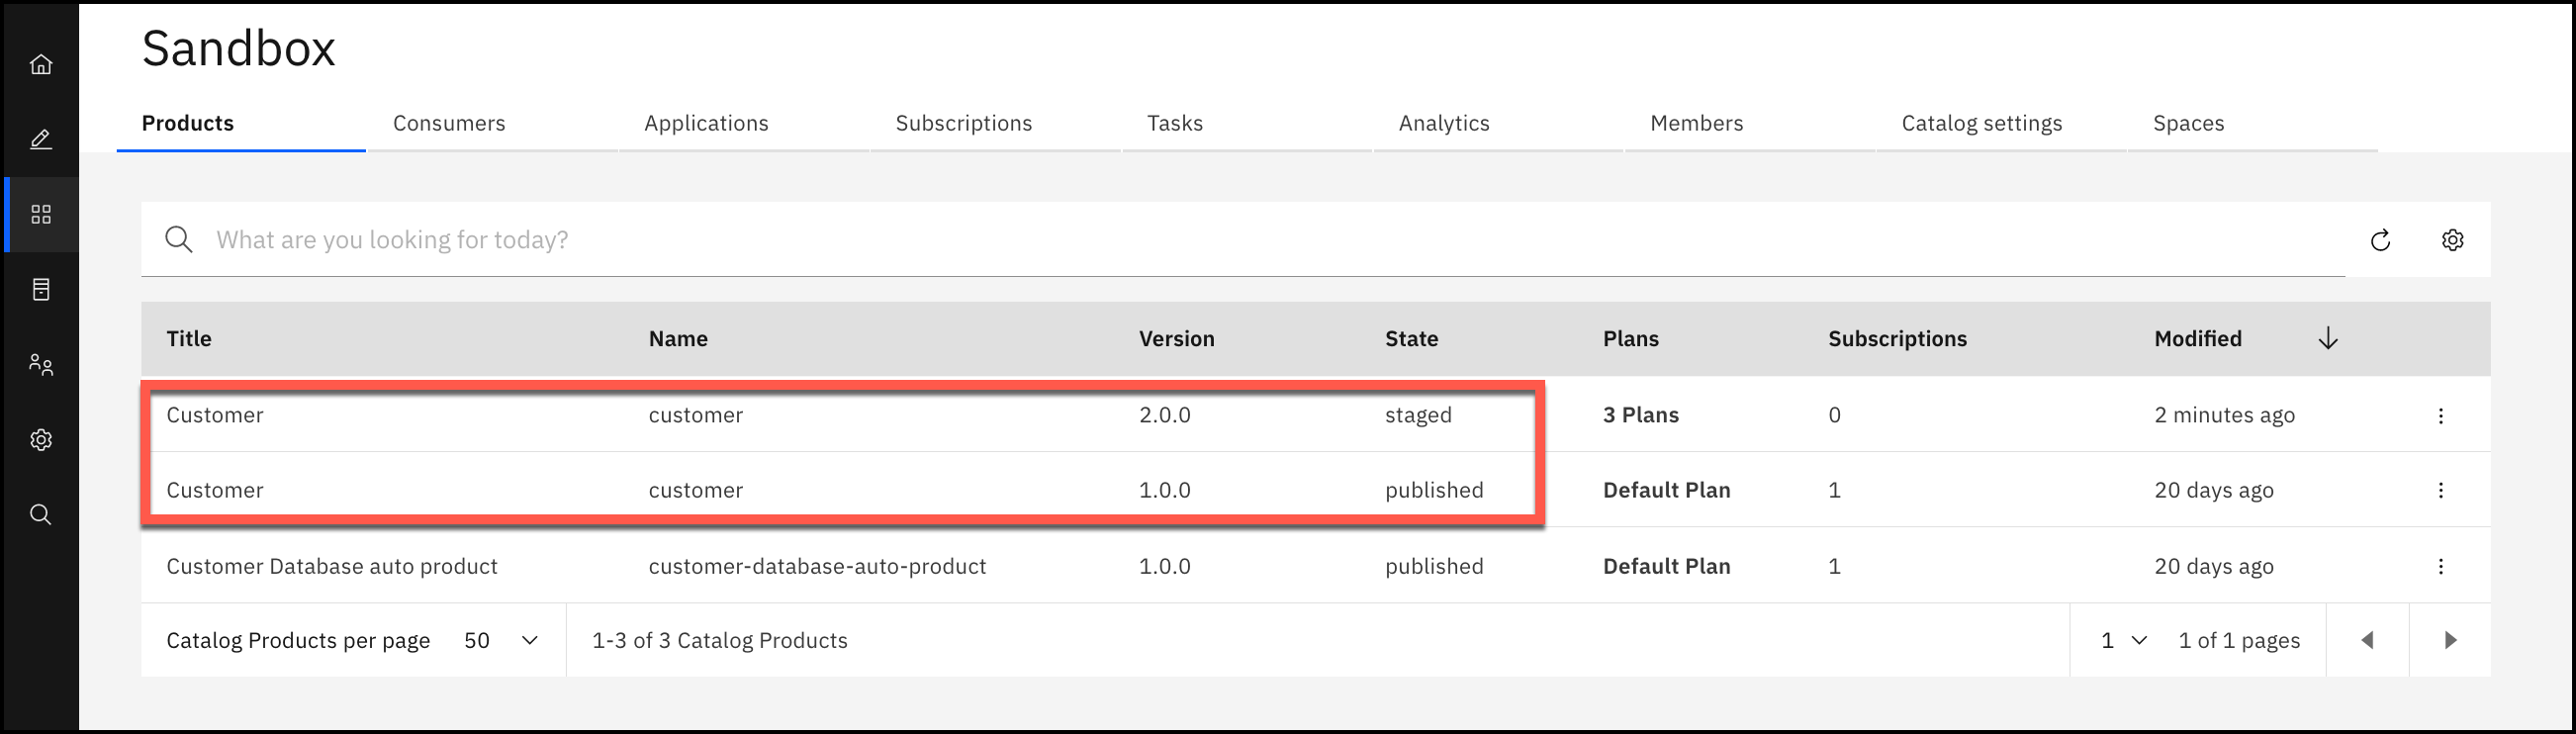 Sandbox
Products Consumers Applications Subscriptions Tasks Analytics Members Catalog settings Spaces
What are you looking for today?
Title Name Version State Plans Subscriptions Modified
Customer customer 2.0.0 staged 3 Plans 0 2 minutes ago
Customer customer 1.0.0 published Default Plan 1 20 days ago
Customer Database auto product customer-database-auto-product 1.0.0 published Default Plan 1 20 days ago
Catalog Products per page 50 1-3 of 3 Catalog Products 1 1 of 1 pages